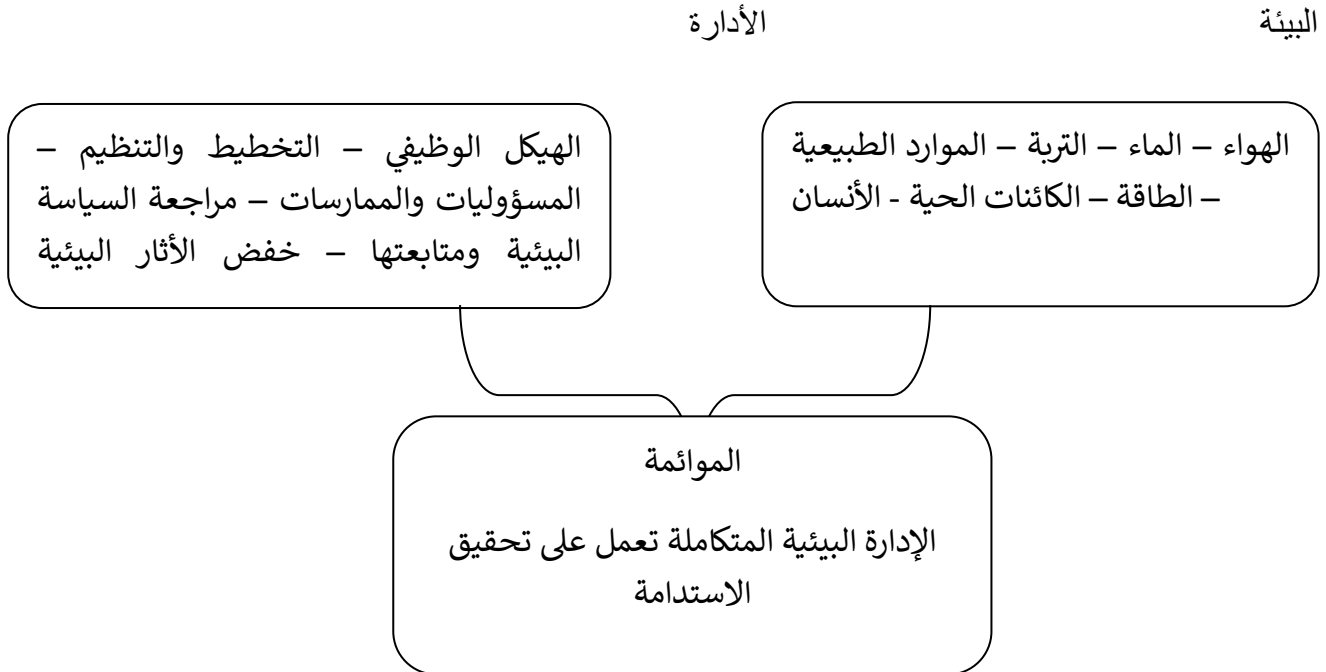 البيئة
الأدارة
الهواء – الماء – التربة – الموارد الطبيعية
– الطاقة – الكائنات الحية - الأنسان
الهيكل الوظيفي – التخطيط والتنظيم –
المسؤوليات والممارسات – مراجعة السياسة
البيئية ومتابعتها – خفض الأثار البيئية
الموائمة
الإدارة البيئية المتكاملة تعمل على تحقيق
الاستدامة